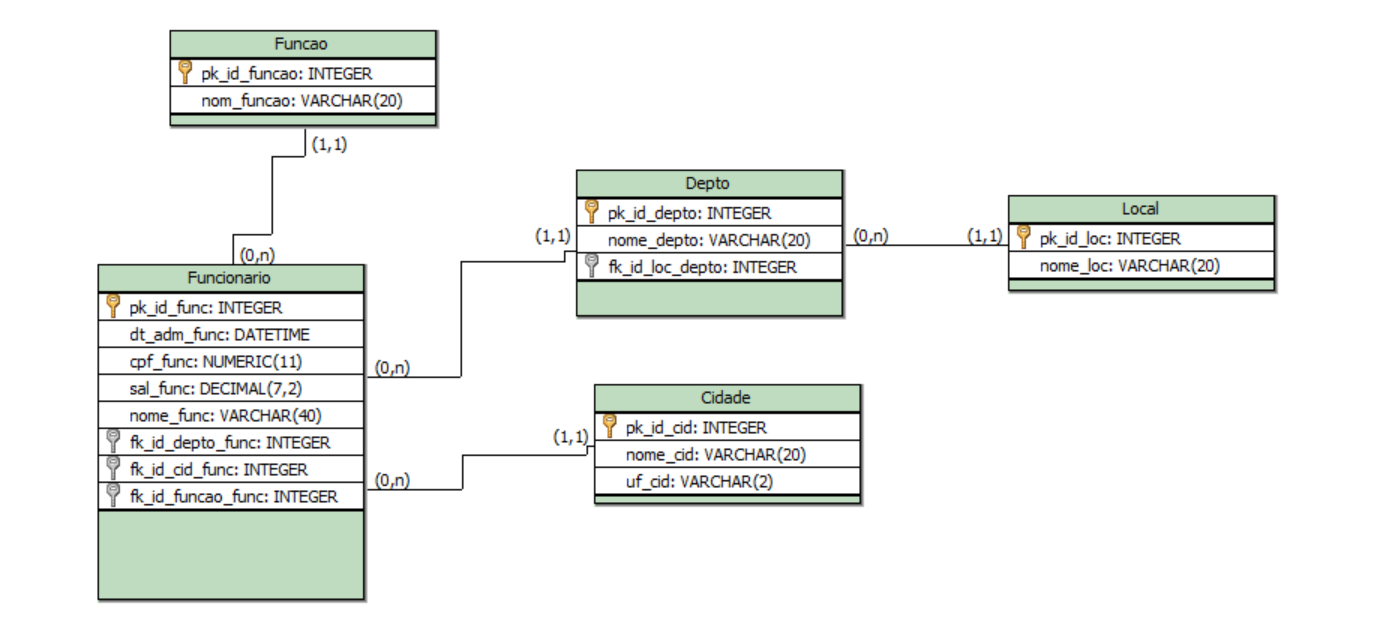 Funcao
pk_id_funcao: INTEGER
nom_funcao: VARCHAR(20)
(1,1)
(0,n)
Funcionario
pk_id_func: INTEGER
dt_adm_func: DATETIME
cpf_func: NUMERIC(11)
sal_func: DECIMAL(7,2)
nome_func: VARCHAR(40)
fk_id_depto_func: INTEGER
fk_id_cid_func: INTEGER
fk_id_funcao_func: INTEGER
(0,n)
(1,1)
Depto
pk_id_depto: INTEGER
nome_depto: VARCHAR(20)
fk_id_loc_depto: INTEGER
(0,n)
(1,1)
Local
pk_id_loc: INTEGER
nome_loc: VARCHAR(20)
(0,n)
(1,1)
Cidade
pk_id_cid: INTEGER
nome_cid: VARCHAR(20)
uf_cid: VARCHAR(2)